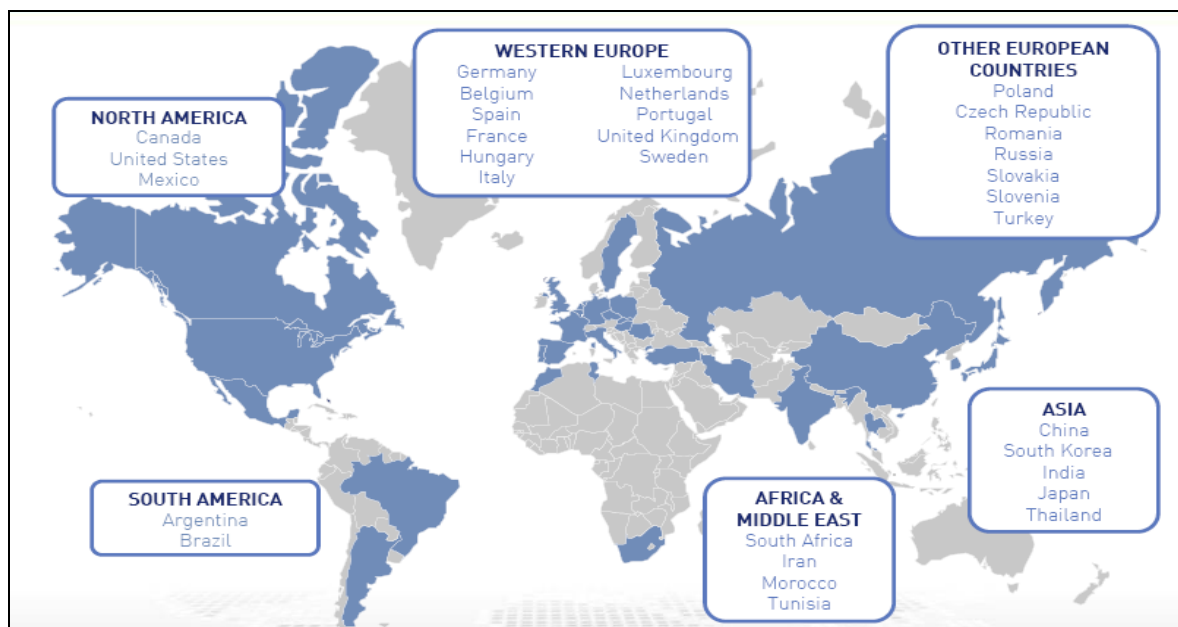 NORTH AMERICA
Canada
United States
Mexico
WESTERN EUROPE
Germany
Belgium
Spain
France
Hungary
Italy
Luxembourg
Netherlands
Portugal
United Kingdom
Sweden
OTHER EUROPEAN
COUNTRIES
Poland
Czech Republic
Romania
Russia
Slovakia
Slovenia
Turkey
SOUTH AMERICA
Argentina
Brazil
AFRICA &
MIDDLE EAST
South Africa
Iran
Morocco
Tunisia
ASIA
China
South Korea
India
Japan
Thailand